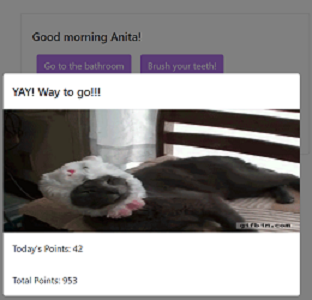 Good morning Anita!
Go to the bathroom Brush your teeth!
YAY! Way to go!!!
gifbin.com
Today's Points: 42
Total Points: 953